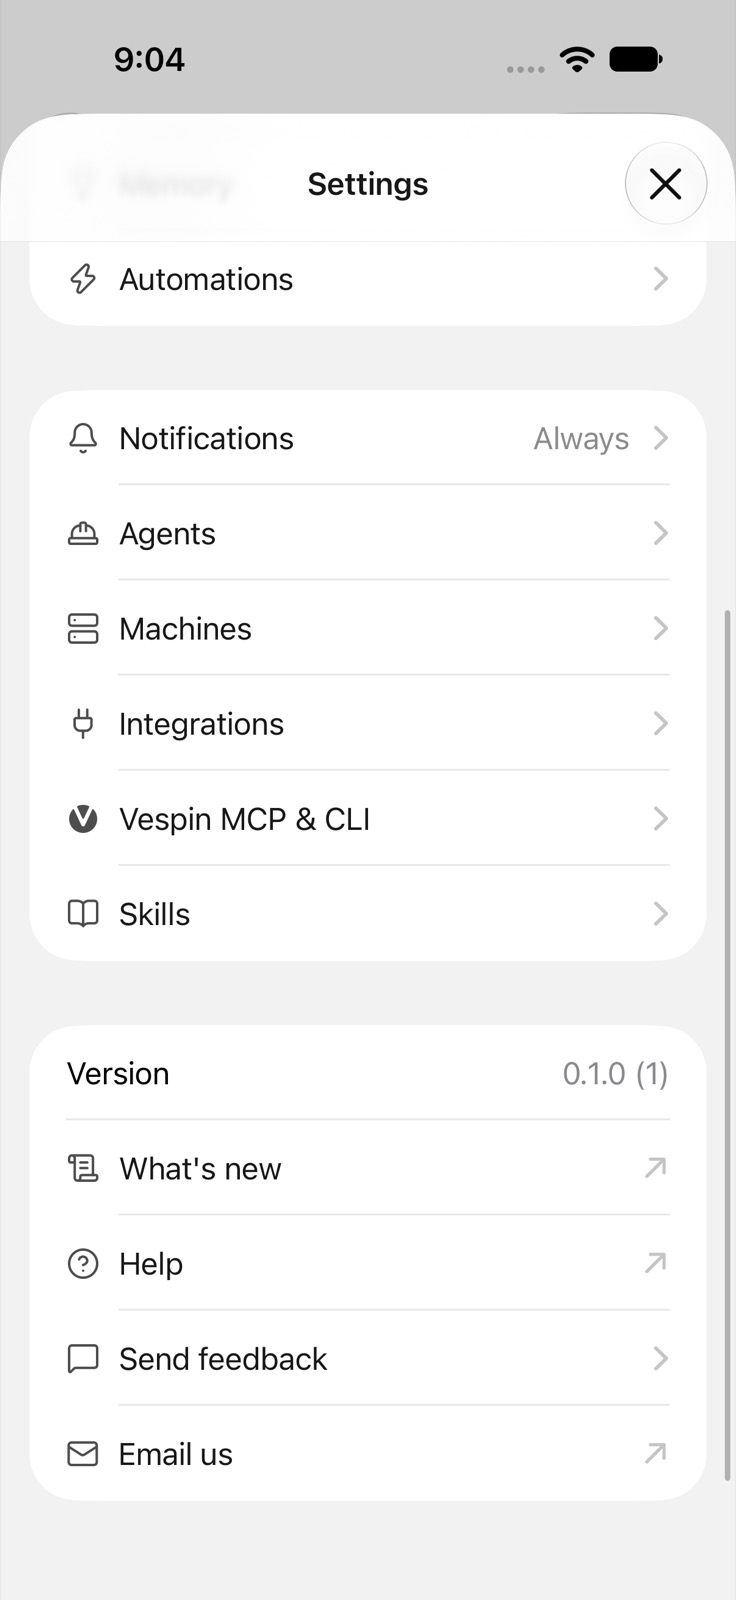 9:04
Memory
Settings
Automations
Notifications Always
Agents
Machines
Integrations
Vespin MCP & CLI
Skills
Version 0.1.0 (1)
What's new
Help
Send feedback
Email us